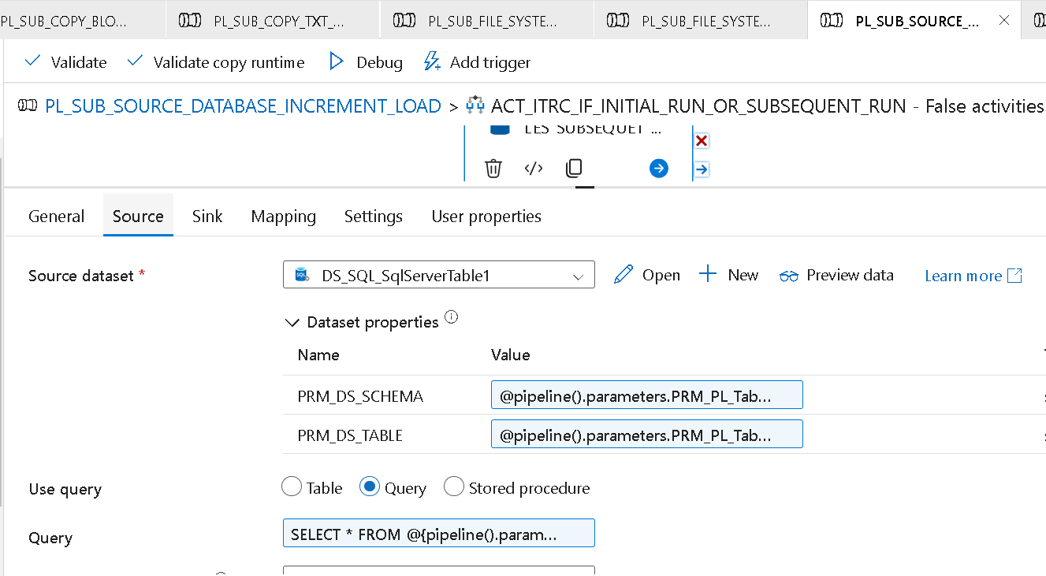 PL_SUB_COPY_BLO... PL_SUB_COPY_TXT_... PL_SUB_FILE_SYSTE... PL_SUB_FILE_SYSTE... PL_SUB_SOURCE_...
Validate Validate copy runtime Debug Add trigger
PL_SUB_SOURCE_DATABASE_INCREMENT_LOAD > ACT_ITRC_IF_INITIAL_RUN_OR_SUBSEQUENT_RUN - False activities
LES_SUBSEQUET ...
General Source Sink Mapping Settings User properties
Source dataset * DS_SQL_SqlServerTable1 Open New Preview data Learn more
Dataset properties
Name Value
PRM_DS_SCHEMA @pipeline().parameters.PRM_PL_Tab...
PRM_DS_TABLE @pipeline().parameters.PRM_PL_Tab...
Use query Table Query Stored procedure
Query SELECT * FROM @{pipeline().param...